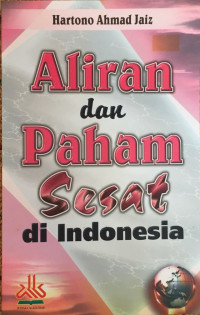 Hartono Ahmad Jaiz
Aliran
dan
Paham
Sesat
di Indonesia